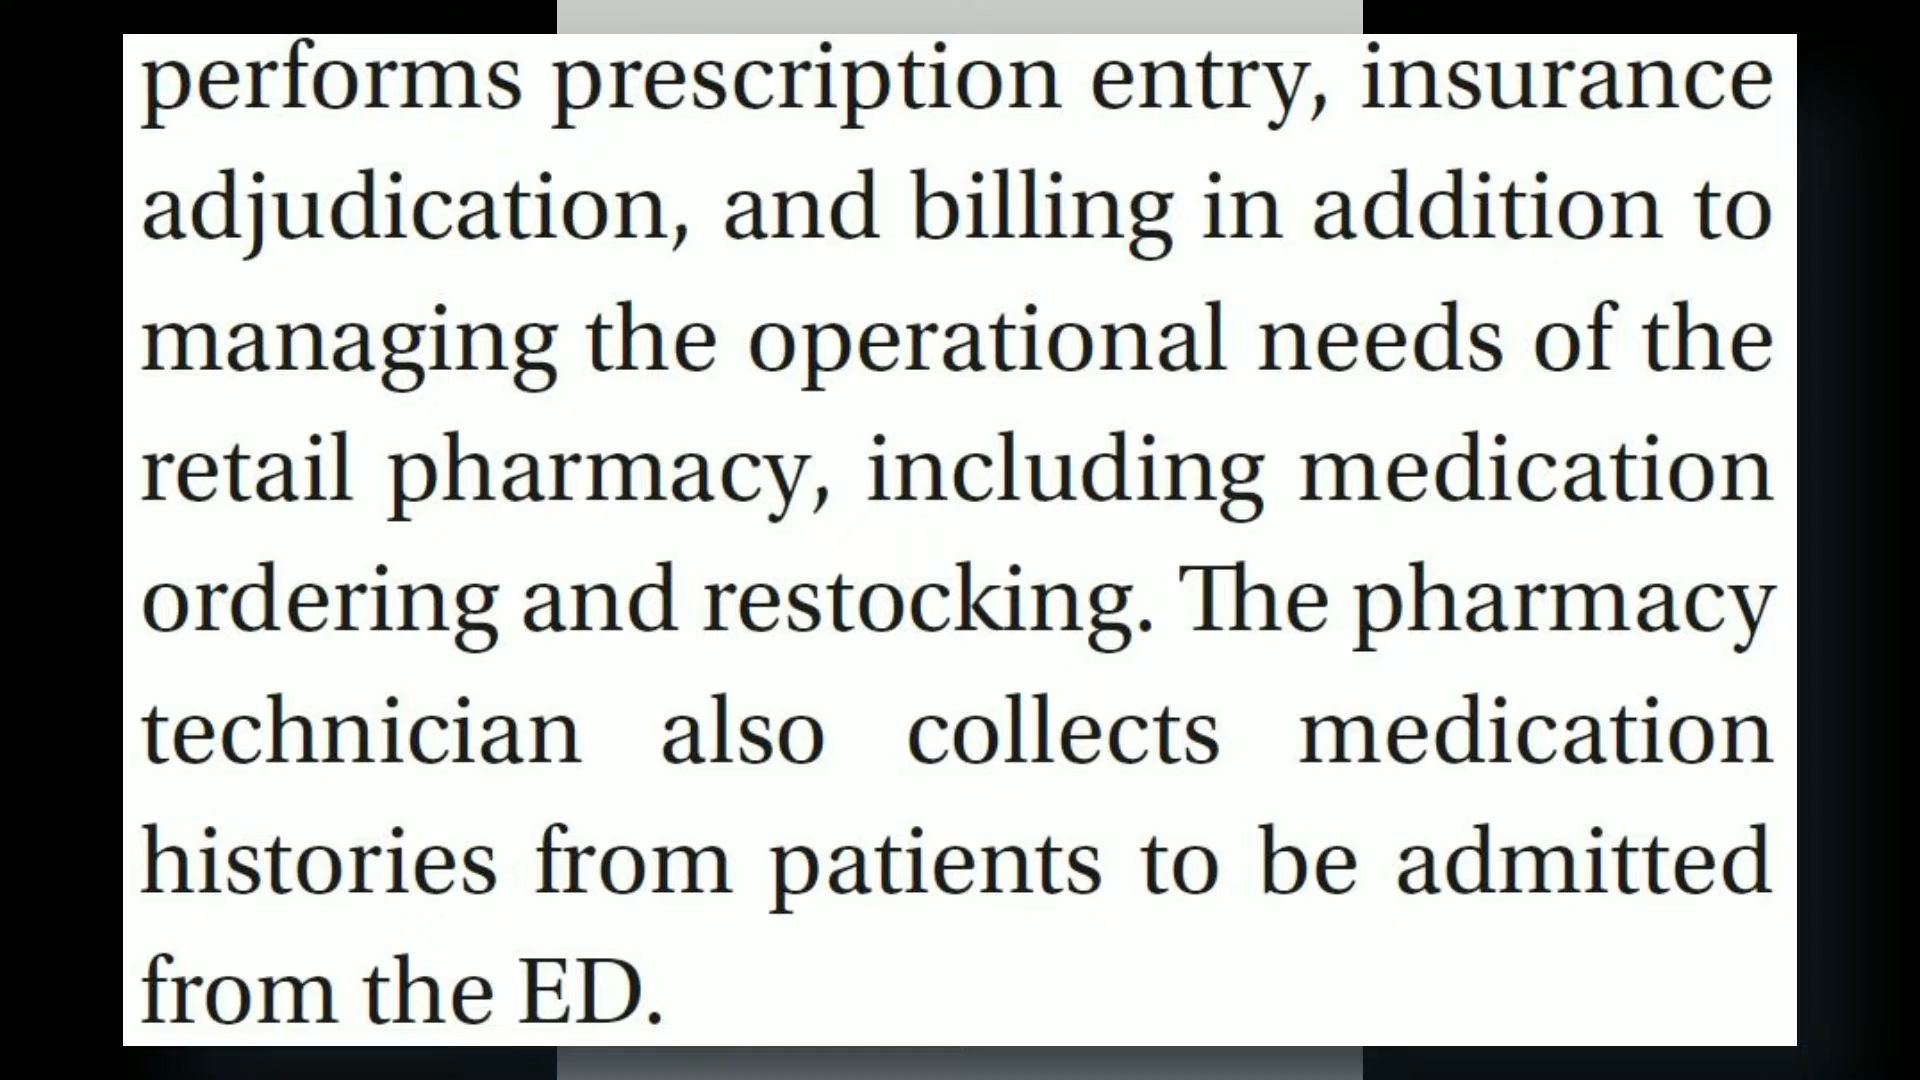 performs prescription entry, insurance
adjudication, and billing in addition to
managing the operational needs of the
retail pharmacy, including medication
ordering and restocking. The pharmacy
technician also collects medication
histories from patients to be admitted
from the ED.